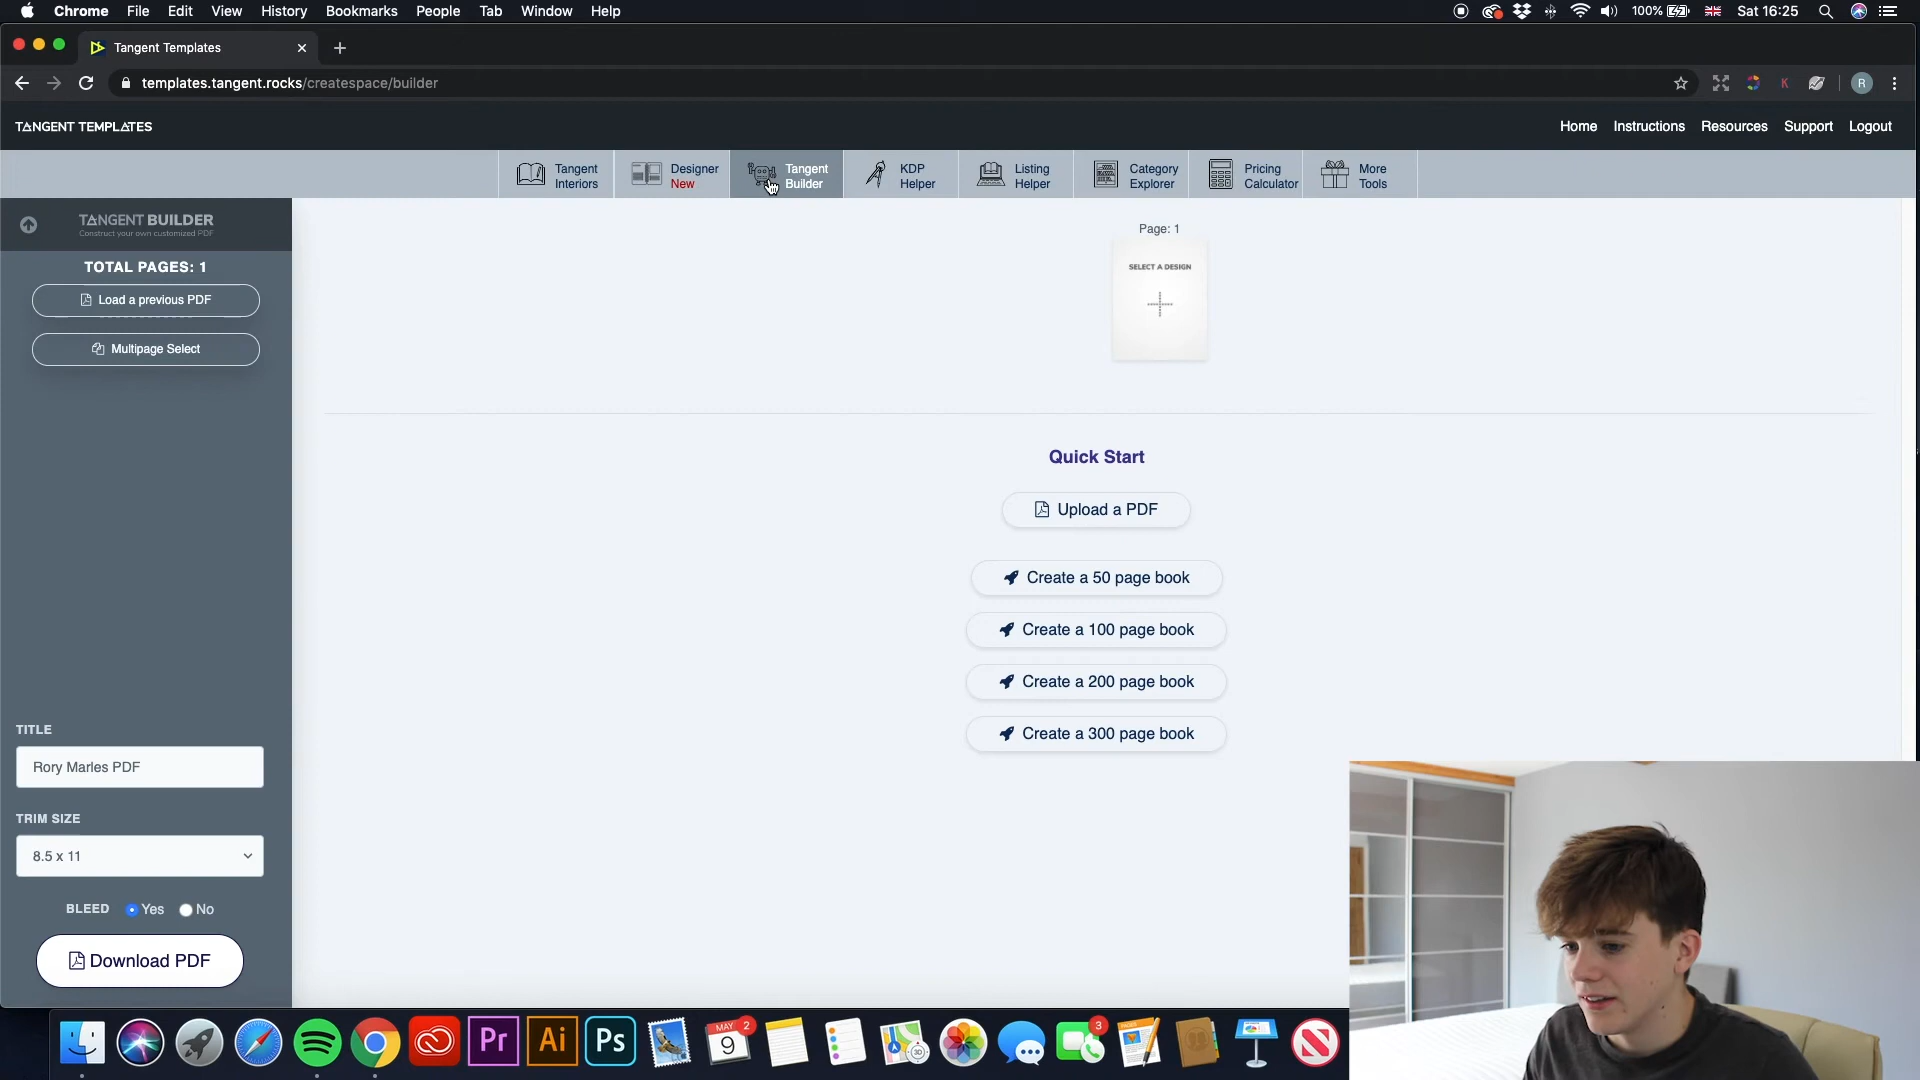 Chrome File Edit View History Bookmarks People Tab Window Help
100% Sat 16:25
Tangent Templates
templates.tangent.rocks/createspace/builder
K R
TANGENT TEMPLATES
Home Instructions Resources Support Logout
Tangent Interiors
Designer New
Tangent Builder
KDP Helper
Listing Helper
Category Explorer
Pricing Calculator
More Tools
TANGENT BUILDER
Construct your own customized PDF
TOTAL PAGES: 1
Load a previous PDF
Multipage Select
Page: 1
SELECT A DESIGN
Quick Start
Upload a PDF
Create a 50 page book
Create a 100 page book
Create a 200 page book
Create a 300 page book
TITLE
Rory Marles PDF
TRIM SIZE
8.5 x 11
BLEED Yes No
Download PDF
Pr Ai Ps
MAY 9 2
3